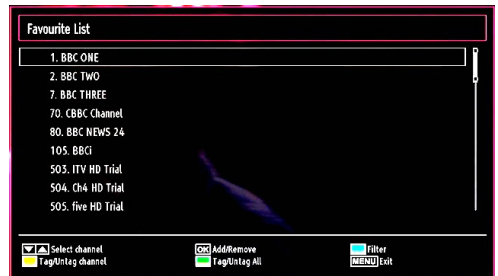 Favourite List
1. BBC ONE
2. BBC TWO
7. BBC THREE
70. CBBC Channel
80. BBC NEWS 24
105. BBCi
503. ITV HD Trial
504. Ch4 HD Trial
505. five HD Trial
Select channel OK Add/Remove Filter
Tag/Untag channel Tag/Untag All MENU Exit